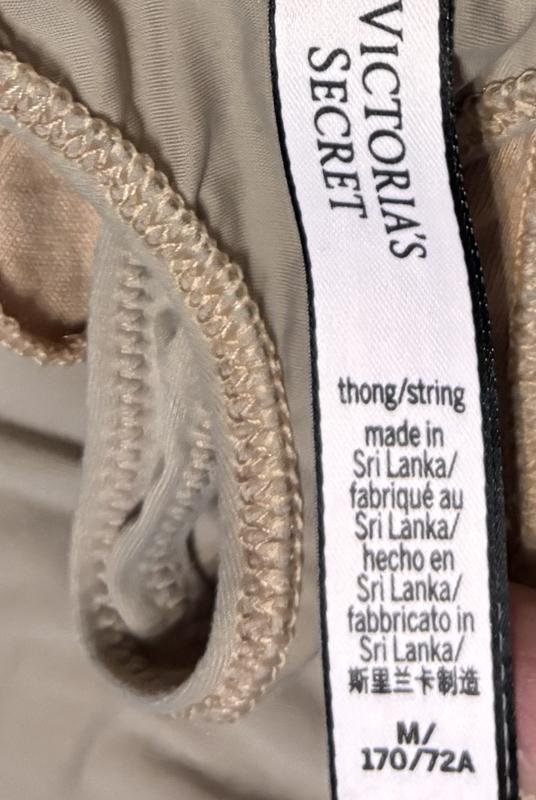 VICTORIA'S
SECRET
thong/string
made in
Sri Lanka/
fabriqué au
Sri Lanka/
hecho en
Sri Lanka/
fabbricato in
Sri Lanka/
斯里兰卡制造
M/
170/72A